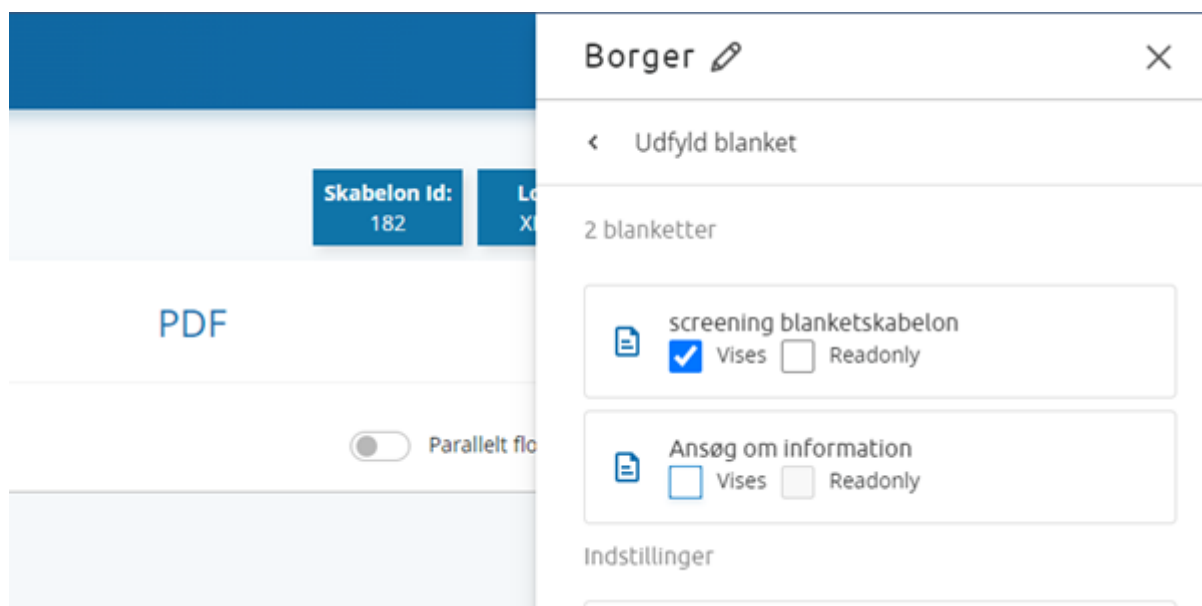 Borger
Udfyld blanket
Skabelon Id:
182
2 blanketter
PDF
screening blanketskabelon
Vises Readonly
Parallelt flo
Ansøg om information
Vises Readonly
Indstillinger